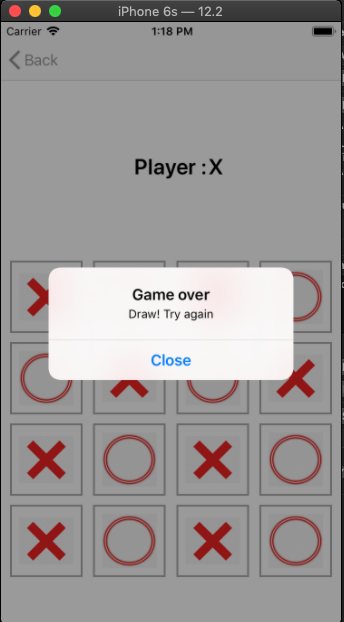 iPhone 6s — 12.2
Carrier 1:18 PM
Back
Player :X
Game over
Draw! Try again
Close